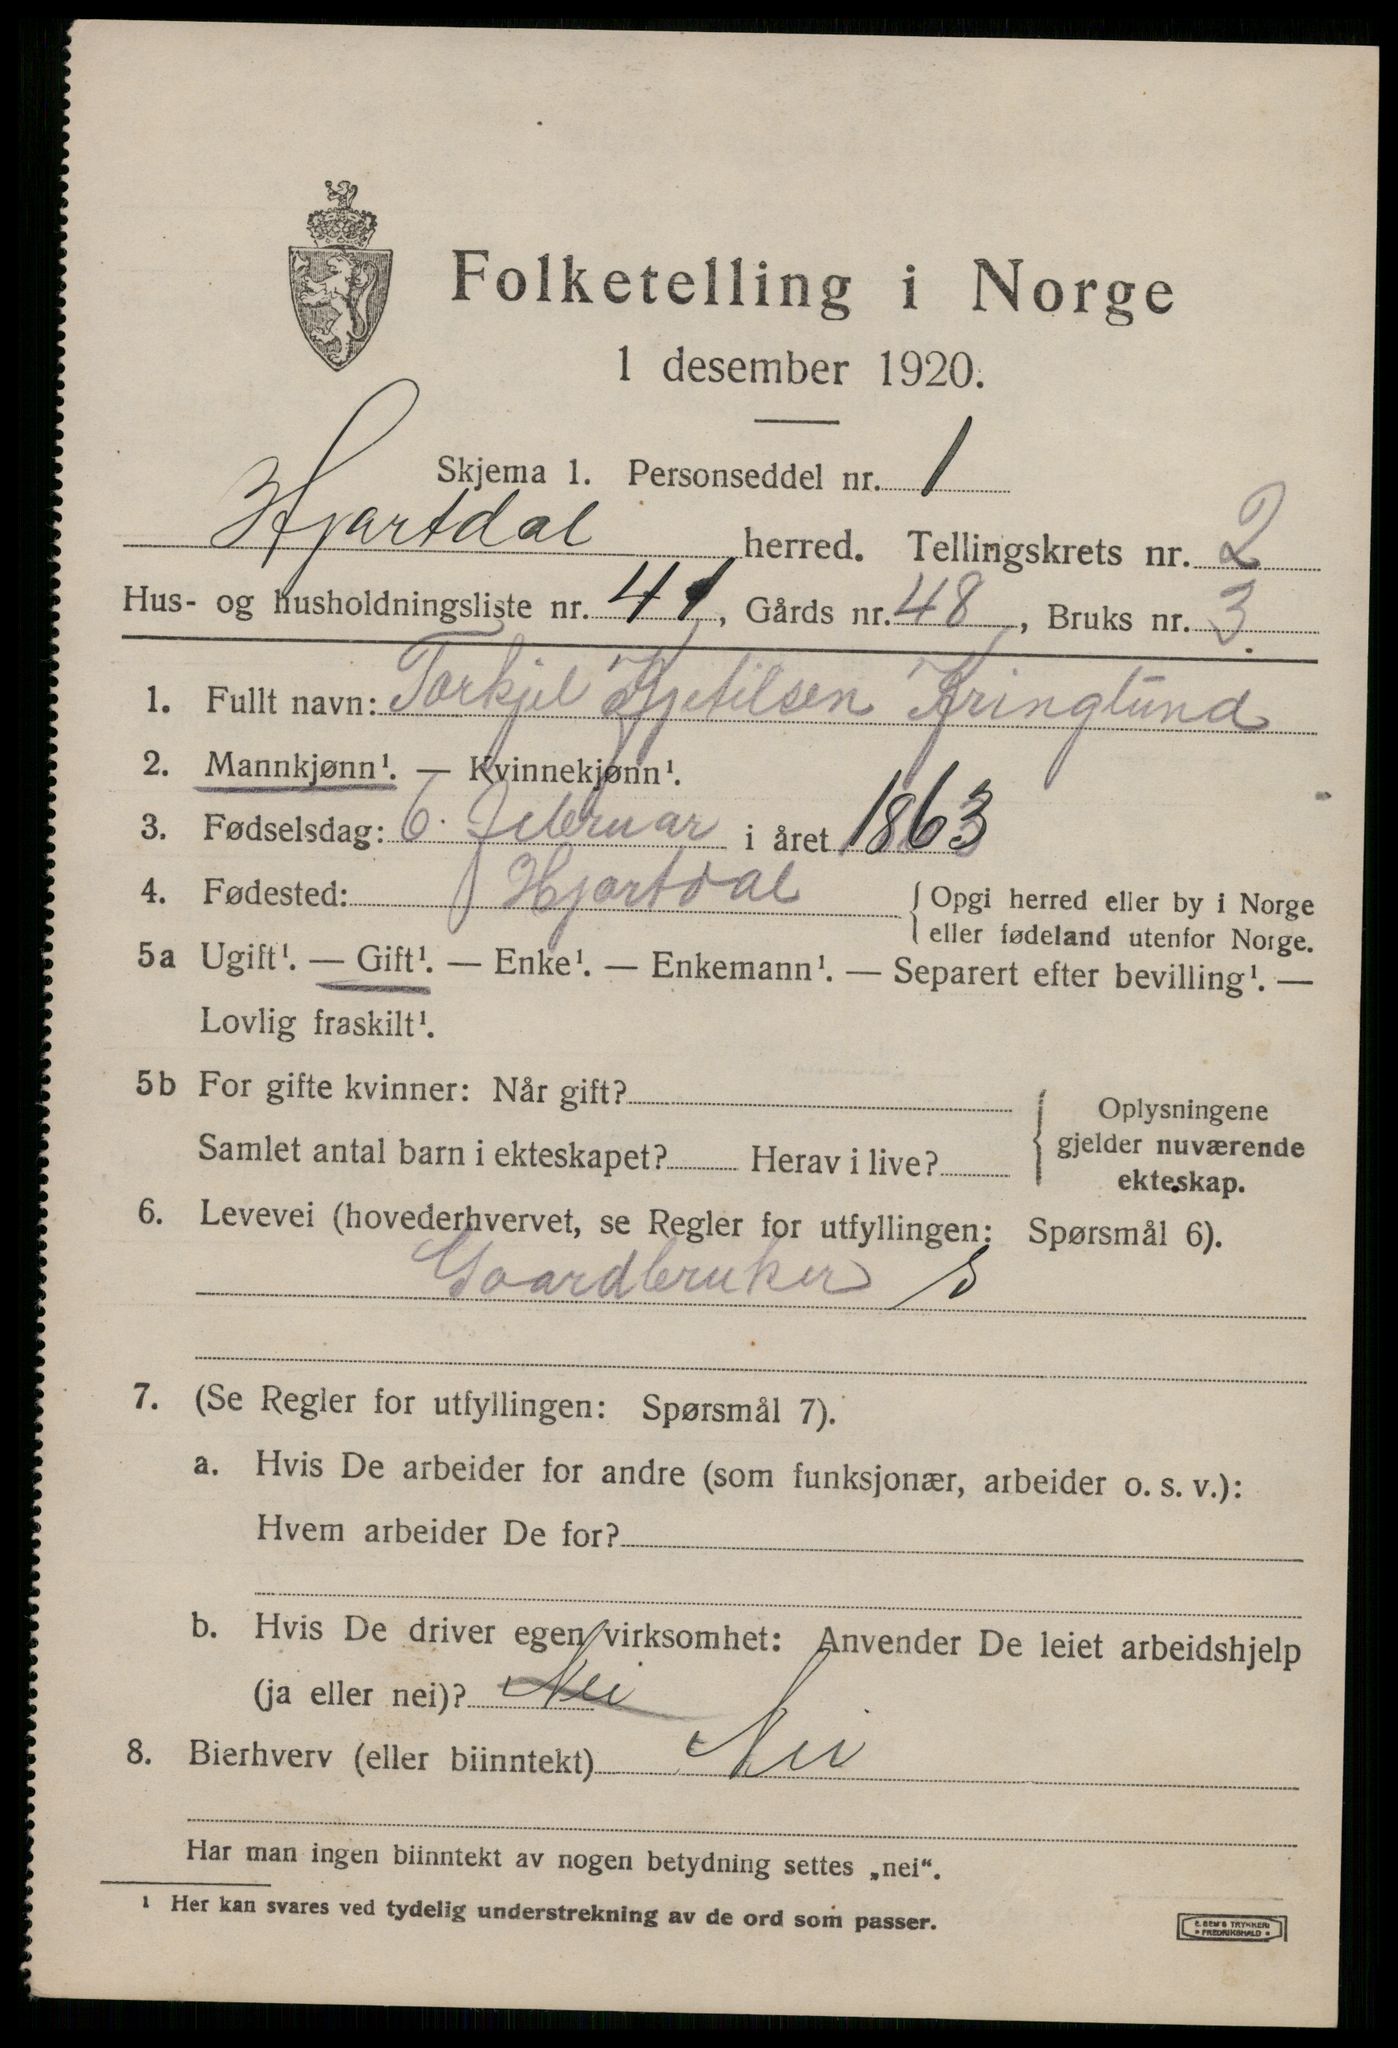 Folketelling i Norge
1 desember 1920.
Skjema 1. Personseddel nr. 1
Hjartdal herred. Tellingskrets nr. 2
Hus- og husholdningsliste nr. 41, Gårds nr. 48, Bruks nr. 3.
1. Fullt navn: Torkjel Kjetilsen Kringlund
2. Mannkjønn¹. — Kvinnekjønn¹.
3. Fødselsdag: 6. Februar i året 1863
4. Fødested: Hjartdal { Opgi herred eller by i Norge
eller fødeland utenfor Norge.
5a Ugift¹. — Gift¹. — Enke¹. — Enkemann¹. — Separert efter bevilling¹. —
Lovlig fraskilt¹.
5b For gifte kvinner: Når gift?
Samlet antal barn i ekteskapet? Herav i live?
{ Oplysningene
gjelder nuværende
ekteskap.
6. Levevei (hovederhvervet, se Regler for utfyllingen: Spørsmål 6).
Gaardbruker S
7. (Se Regler for utfyllingen: Spørsmål 7).
a. Hvis De arbeider for andre (som funksjonær, arbeider o. s. v.):
Hvem arbeider De for?
b. Hvis De driver egen virksomhet: Anvender De leiet arbeidshjelp
(ja eller nei)? Nei
8. Bierhverv (eller biinntekt) Nei
Har man ingen biinntekt av nogen betydning settes „nei“.
¹ Her kan svares ved tydelig understrekning av de ord som passer.
E. SEM'S TRYKKERI
* FREDRIKSHALD *